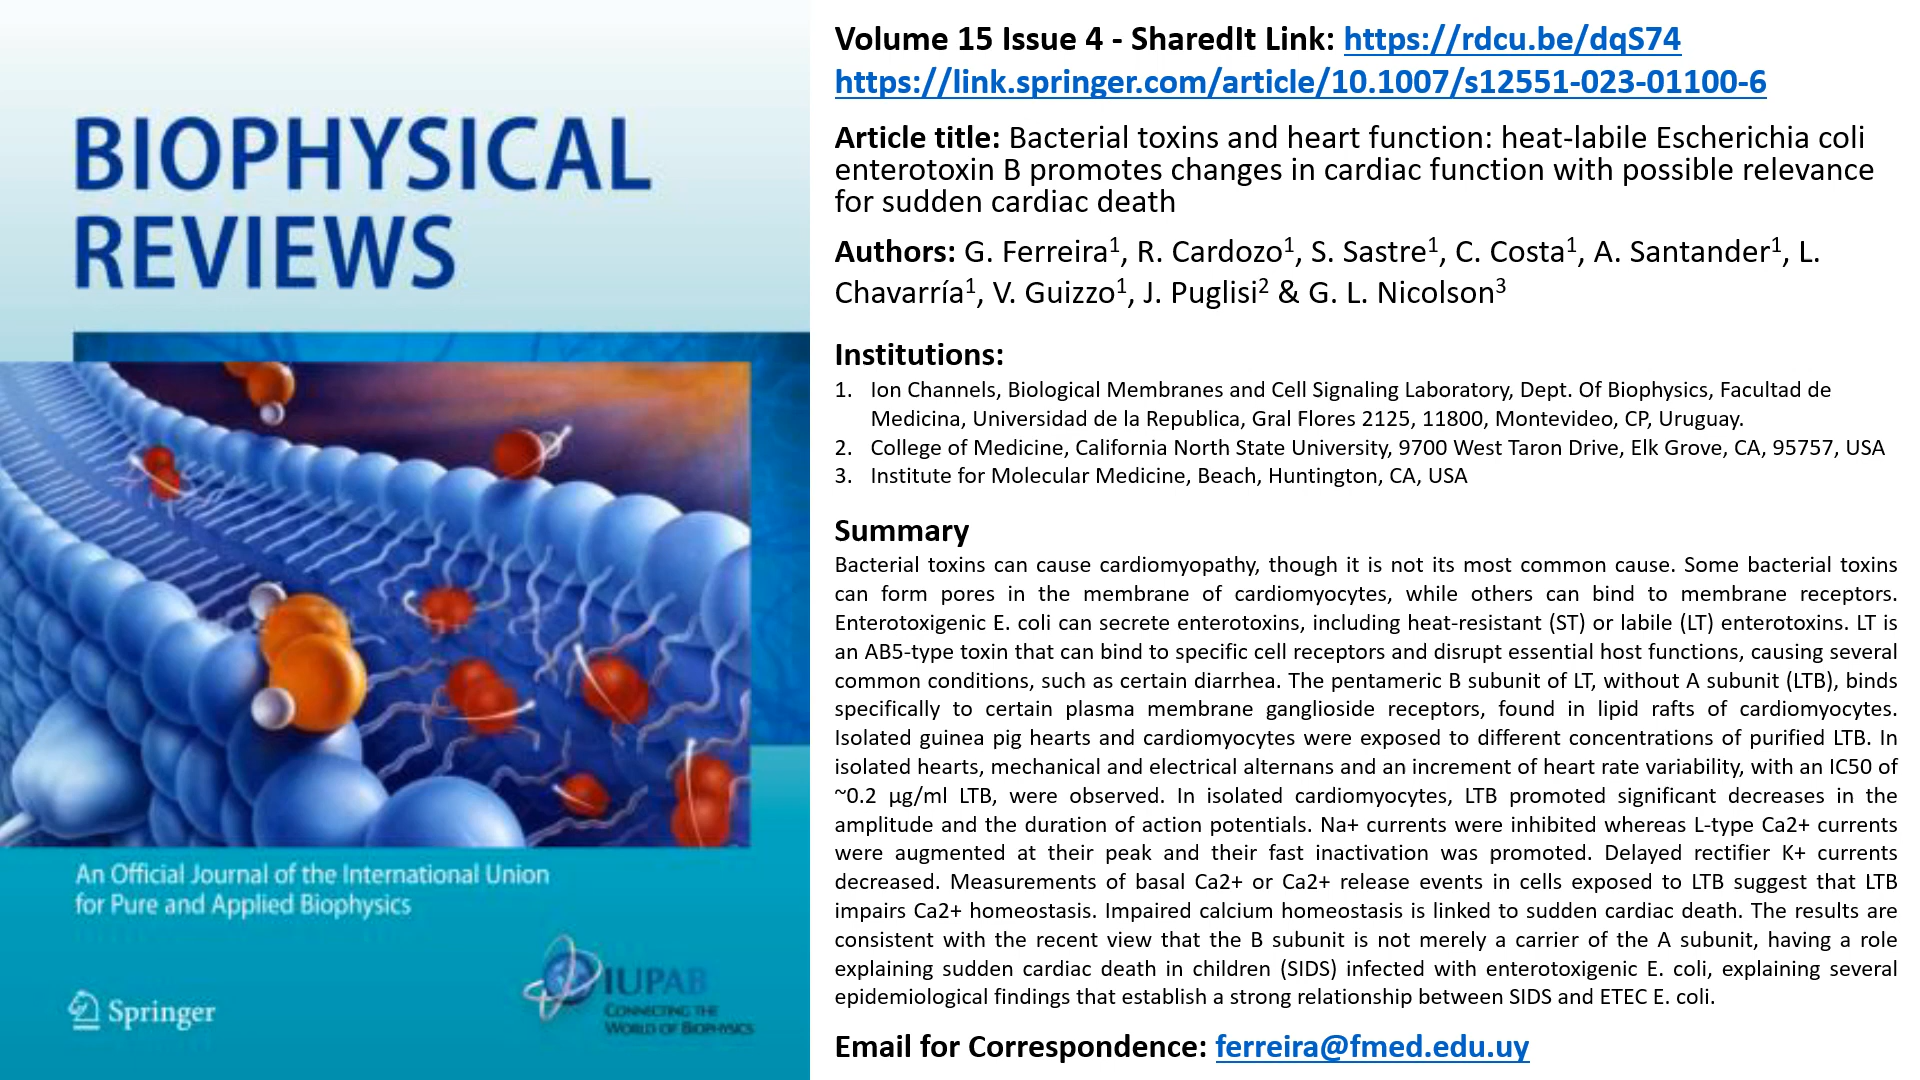 BIOPHYSICAL
REVIEWS
An Official Journal of the International Union
for Pure and Applied Biophysics
Springer
IUPAB
CONNECTING THE
WORLD OF BIOPHYSICS
Volume 15 Issue 4 - SharedIt Link: https://rdcu.be/dqS74
https://link.springer.com/article/10.1007/s12551-023-01100-6
Article title: Bacterial toxins and heart function: heat-labile Escherichia coli
enterotoxin B promotes changes in cardiac function with possible relevance
for sudden cardiac death
Authors: G. Ferreira¹, R. Cardozo¹, S. Sastre¹, C. Costa¹, A. Santander¹, L.
Chavarría¹, V. Guizzo¹, J. Puglisi² & G. L. Nicolson³
Institutions:
1. Ion Channels, Biological Membranes and Cell Signaling Laboratory, Dept. Of Biophysics, Facultad de
Medicina, Universidad de la Republica, Gral Flores 2125, 11800, Montevideo, CP, Uruguay.
2. College of Medicine, California North State University, 9700 West Taron Drive, Elk Grove, CA, 95757, USA
3. Institute for Molecular Medicine, Beach, Huntington, CA, USA
Summary
Bacterial toxins can cause cardiomyopathy, though it is not its most common cause. Some bacterial toxins
can form pores in the membrane of cardiomyocytes, while others can bind to membrane receptors.
Enterotoxigenic E. coli can secrete enterotoxins, including heat-resistant (ST) or labile (LT) enterotoxins. LT is
an AB5-type toxin that can bind to specific cell receptors and disrupt essential host functions, causing several
common conditions, such as certain diarrhea. The pentameric B subunit of LT, without A subunit (LTB), binds
specifically to certain plasma membrane ganglioside receptors, found in lipid rafts of cardiomyocytes.
Isolated guinea pig hearts and cardiomyocytes were exposed to different concentrations of purified LTB. In
isolated hearts, mechanical and electrical alternans and an increment of heart rate variability, with an IC50 of
~0.2 µg/ml LTB, were observed. In isolated cardiomyocytes, LTB promoted significant decreases in the
amplitude and the duration of action potentials. Na+ currents were inhibited whereas L-type Ca2+ currents
were augmented at their peak and their fast inactivation was promoted. Delayed rectifier K+ currents
decreased. Measurements of basal Ca2+ or Ca2+ release events in cells exposed to LTB suggest that LTB
impairs Ca2+ homeostasis. Impaired calcium homeostasis is linked to sudden cardiac death. The results are
consistent with the recent view that the B subunit is not merely a carrier of the A subunit, having a role
explaining sudden cardiac death in children (SIDS) infected with enterotoxigenic E. coli, explaining several
epidemiological findings that establish a strong relationship between SIDS and ETEC E. coli.
Email for Correspondence: ferreira@fmed.edu.uy